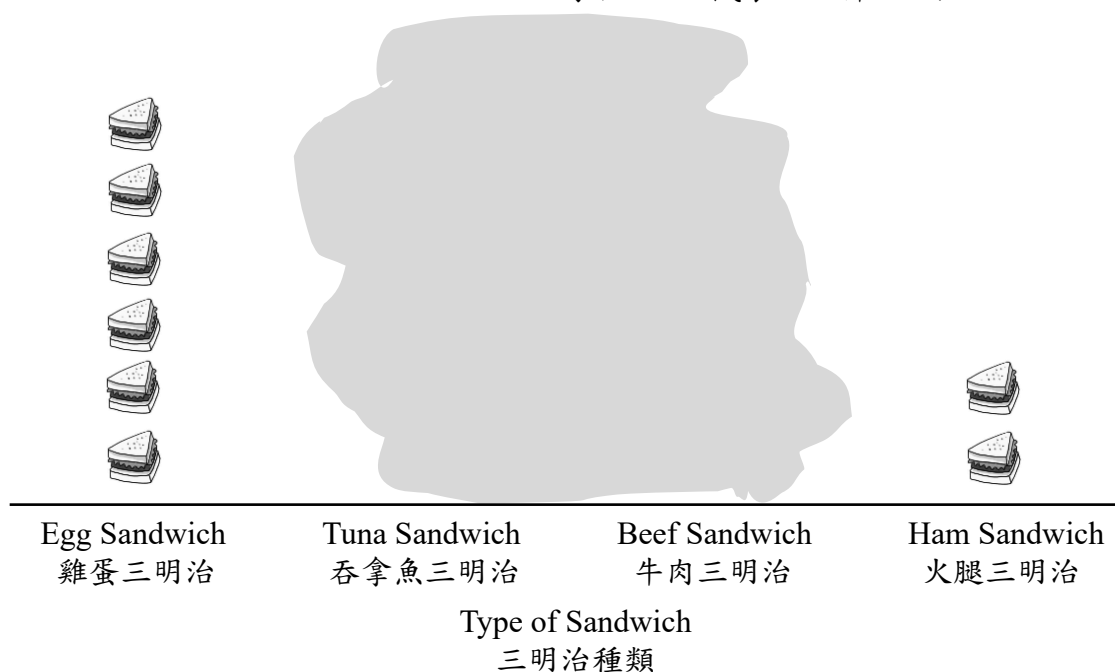 Egg Sandwich
雞蛋三明治
Tuna Sandwich
吞拿魚三明治
Beef Sandwich
牛肉三明治
Ham Sandwich
火腿三明治
Type of Sandwich
三明治種類